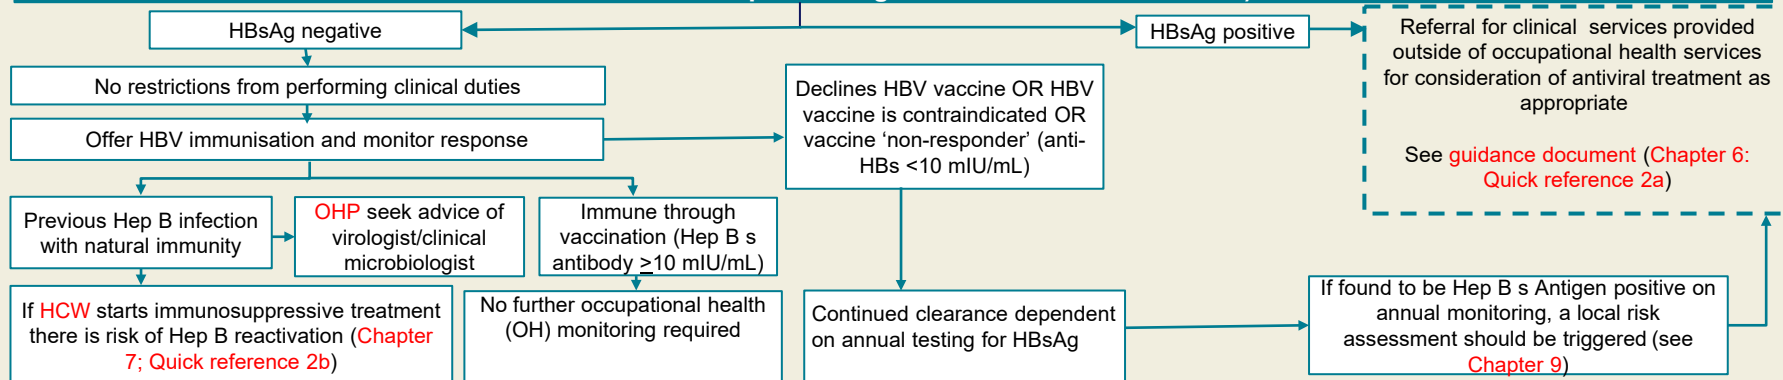 HBsAg negative
HBsAg positive
Referral for clinical services provided
outside of occupational health services
for consideration of antiviral treatment as
appropriate
See guidance document (Chapter 6:
Quick reference 2a)
No restrictions from performing clinical duties
Offer HBV immunisation and monitor response
Declines HBV vaccine OR HBV
vaccine is contraindicated OR
vaccine ‘non-responder’ (anti-
HBs <10 mIU/mL)
Previous Hep B infection
with natural immunity
OHP seek advice of
virologist/clinical
microbiologist
Immune through
vaccination (Hep B s
antibody >10 mIU/mL)
If HCW starts immunosuppressive treatment
there is risk of Hep B reactivation (Chapter
7; Quick reference 2b)
No further occupational health
(OH) monitoring required
Continued clearance dependent
on annual testing for HBsAg
If found to be Hep B s Antigen positive on
annual monitoring, a local risk
assessment should be triggered (see
Chapter 9)